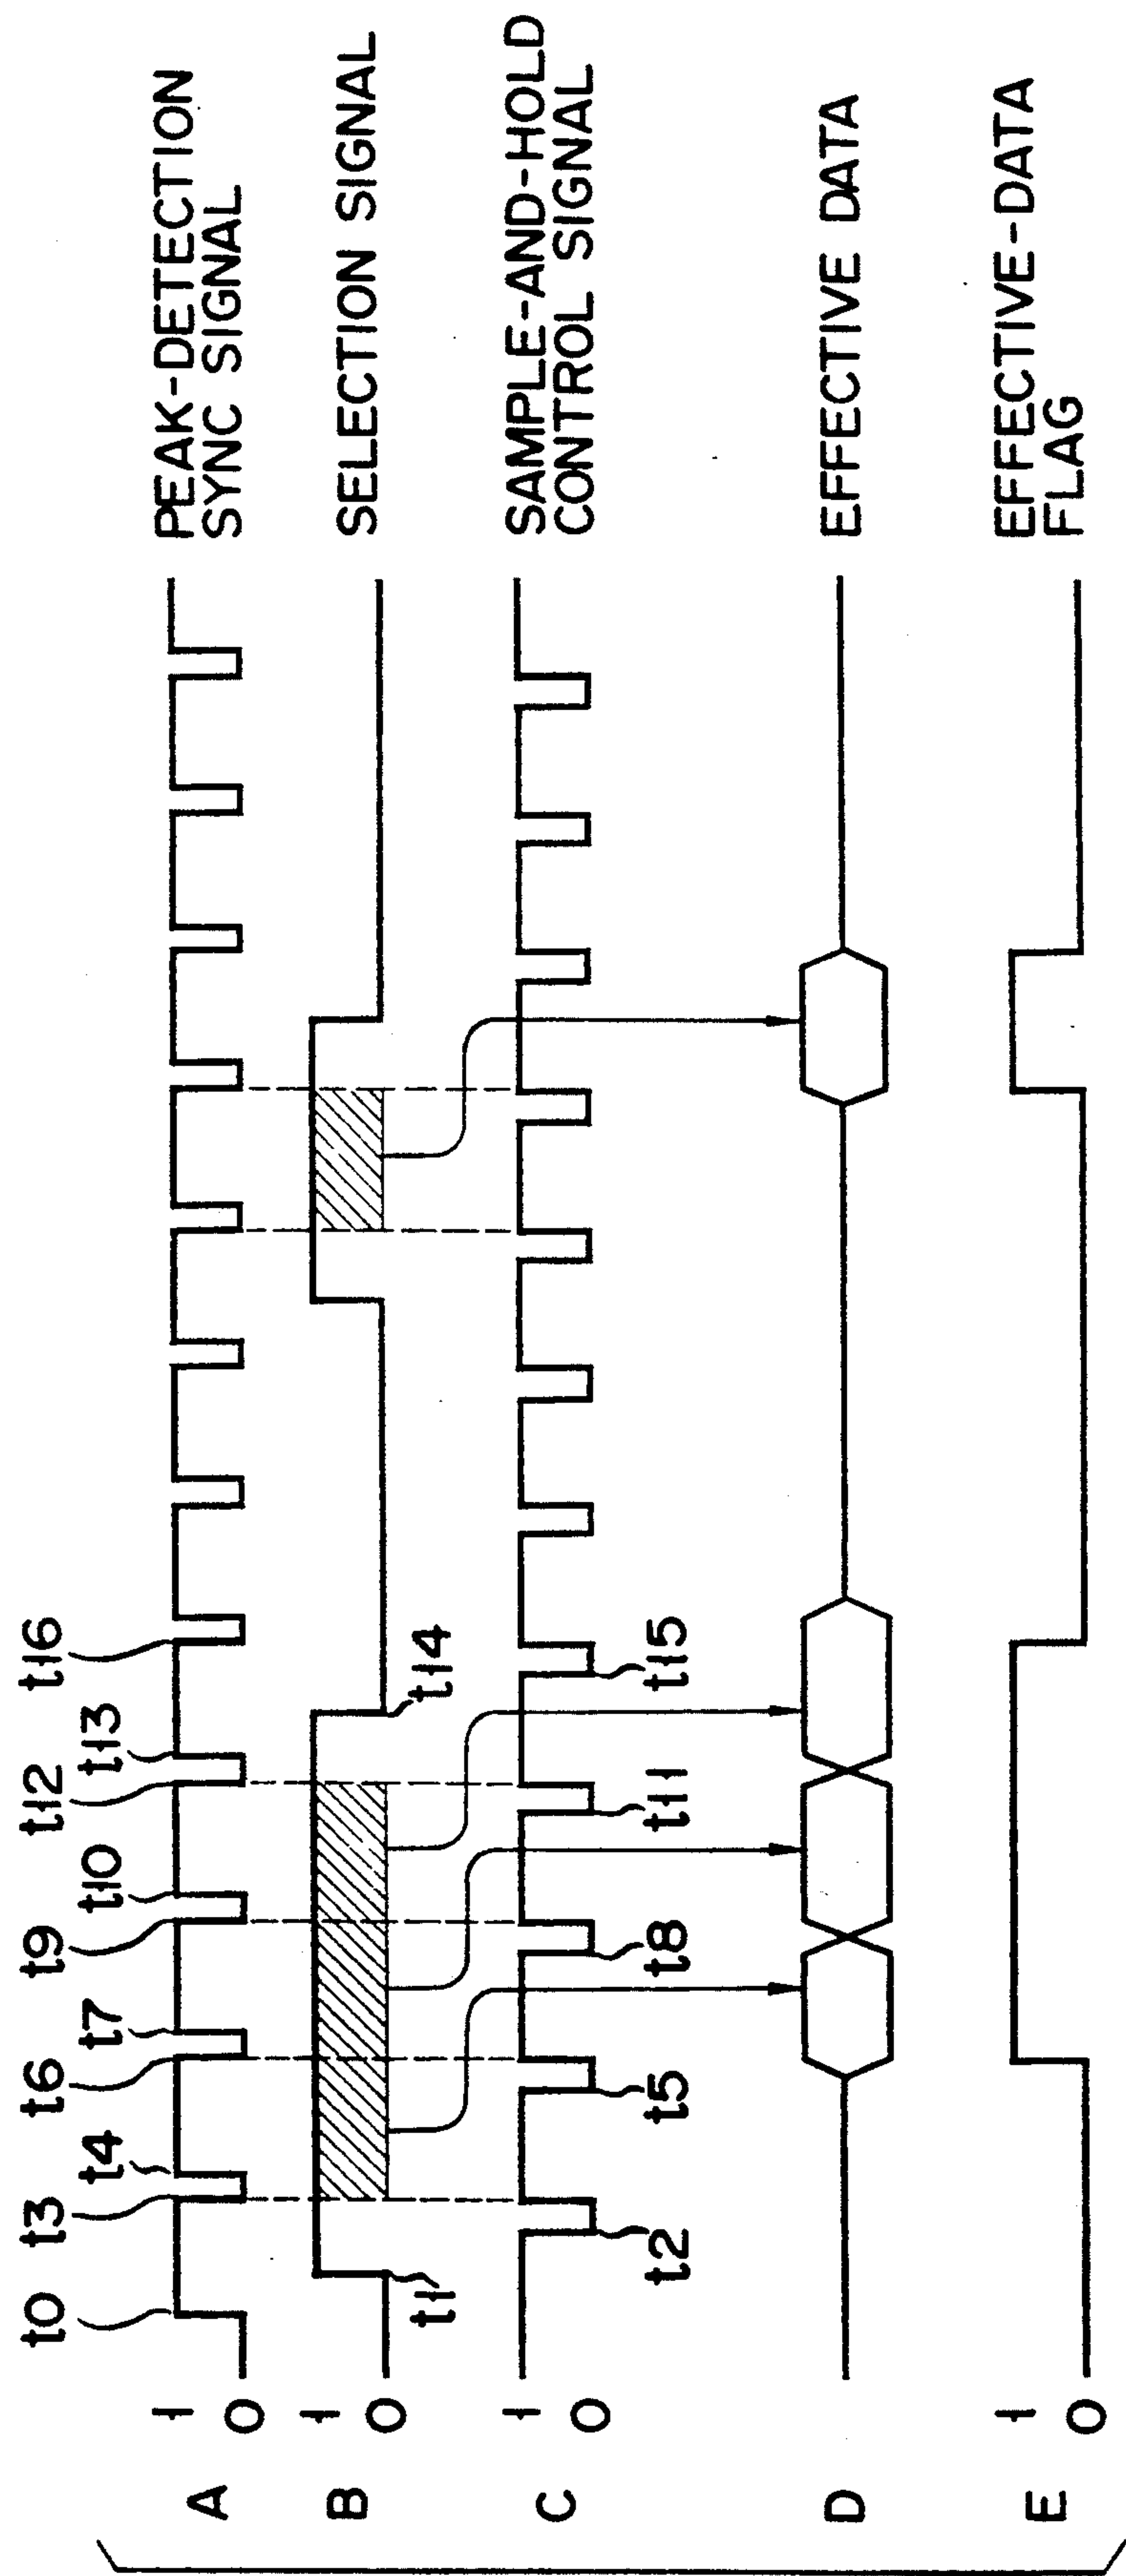 t0 t3 t4 t6 t7 t9 t10 t12 t13 t16
A 1 0 PEAK-DETECTION
SYNC SIGNAL
B 1 0 SELECTION SIGNAL
t1 t14
C 1 0 SAMPLE-AND-HOLD
CONTROL SIGNAL
t2 t5 t8 t11 t15
D EFFECTIVE DATA
E 1 0 EFFECTIVE-DATA
FLAG